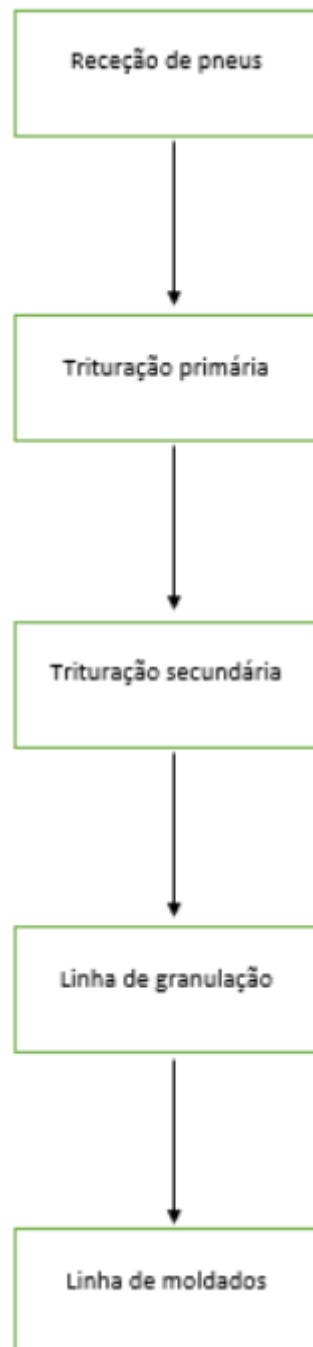 Receção de pneus
Trituração primária
Trituração secundária
Linha de granulação
Linha de moldados